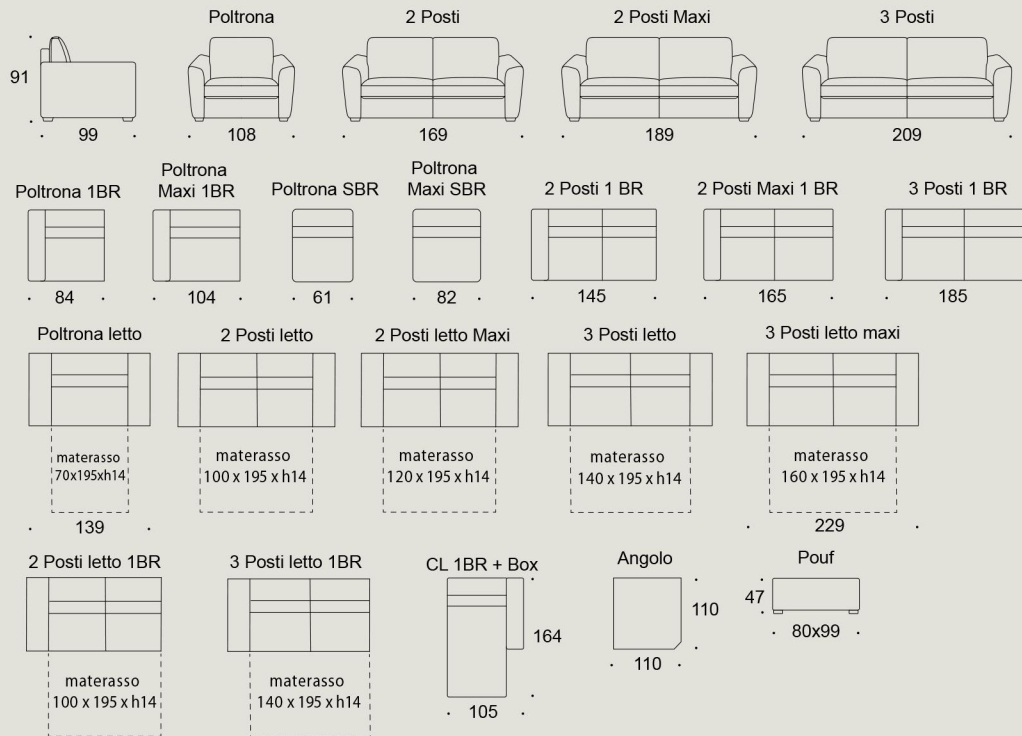 Poltrona
2 Posti
2 Posti Maxi
3 Posti
91
99
108
169
189
209
Poltrona 1BR
Poltrona
Maxi 1BR
Poltrona SBR
Poltrona
Maxi SBR
2 Posti 1 BR
2 Posti Maxi 1 BR
3 Posti 1 BR
84
104
61
82
145
165
185
Poltrona letto
2 Posti letto
2 Posti letto Maxi
3 Posti letto
3 Posti letto maxi
materasso
70x195xh14
materasso
100 x 195 x h14
materasso
120 x 195 x h14
materasso
140 x 195 x h14
materasso
160 x 195 x h14
139
229
2 Posti letto 1BR
3 Posti letto 1BR
CL 1BR + Box
Angolo
Pouf
materasso
100 x 195 x h14
materasso
140 x 195 x h14
164
105
110
110
47
80x99